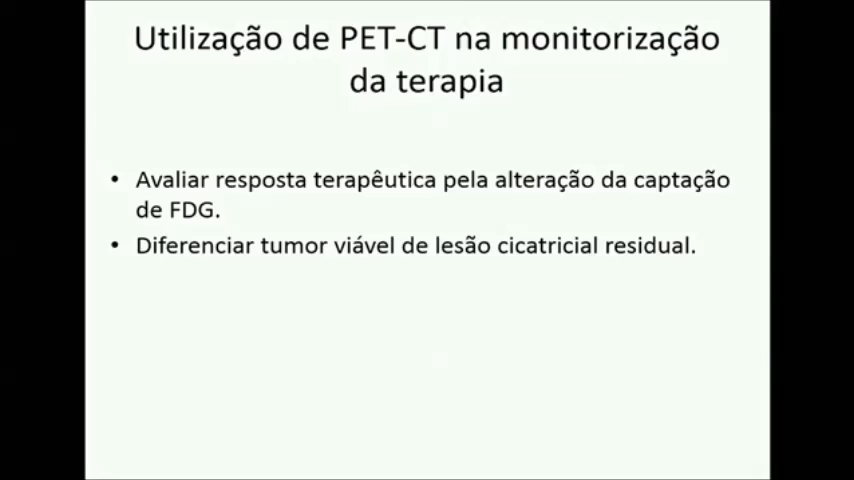 Utilização de PET-CT na monitorização
da terapia
• Avaliar resposta terapêutica pela alteração da captação
de FDG.
• Diferenciar tumor viável de lesão cicatricial residual.